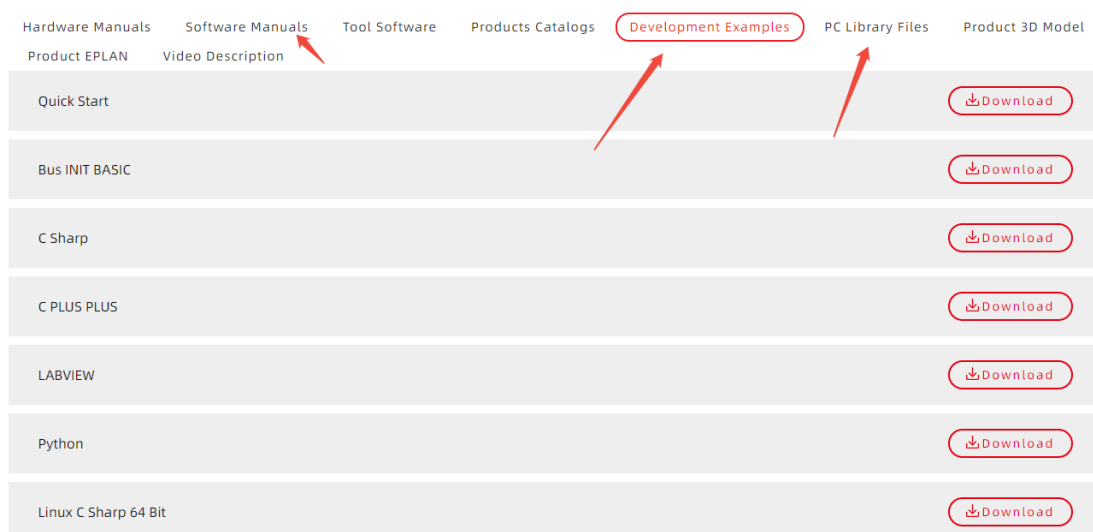 Hardware Manuals Software Manuals Tool Software Products Catalogs Development Examples PC Library Files Product 3D Model
Product EPLAN Video Description
Quick Start Download
Bus INIT BASIC Download
C Sharp Download
C PLUS PLUS Download
LABVIEW Download
Python Download
Linux C Sharp 64 Bit Download